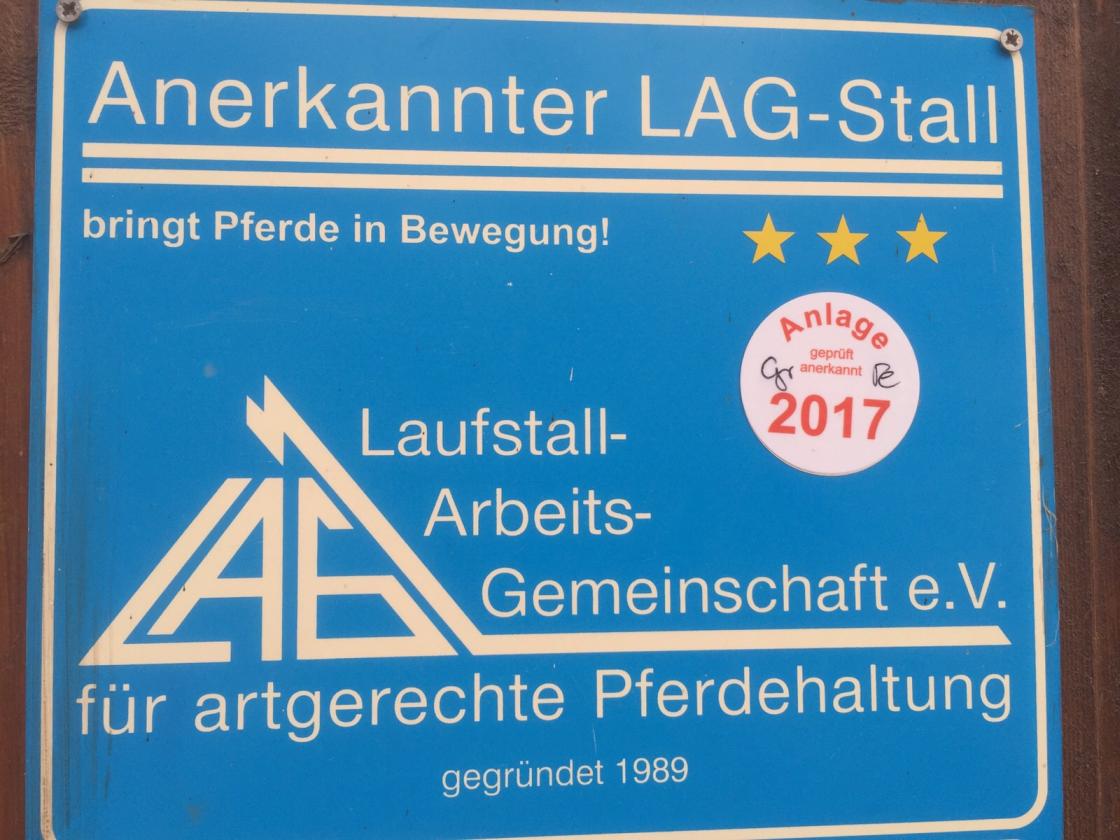 Anerkannter LAG-Stall
bringt Pferde in Bewegung!
Anlage
geprüft
anerkannt
2017
LAG
Laufstall-
Arbeits-
Gemeinschaft e.V.
für artgerechte Pferdehaltung
gegründet 1989